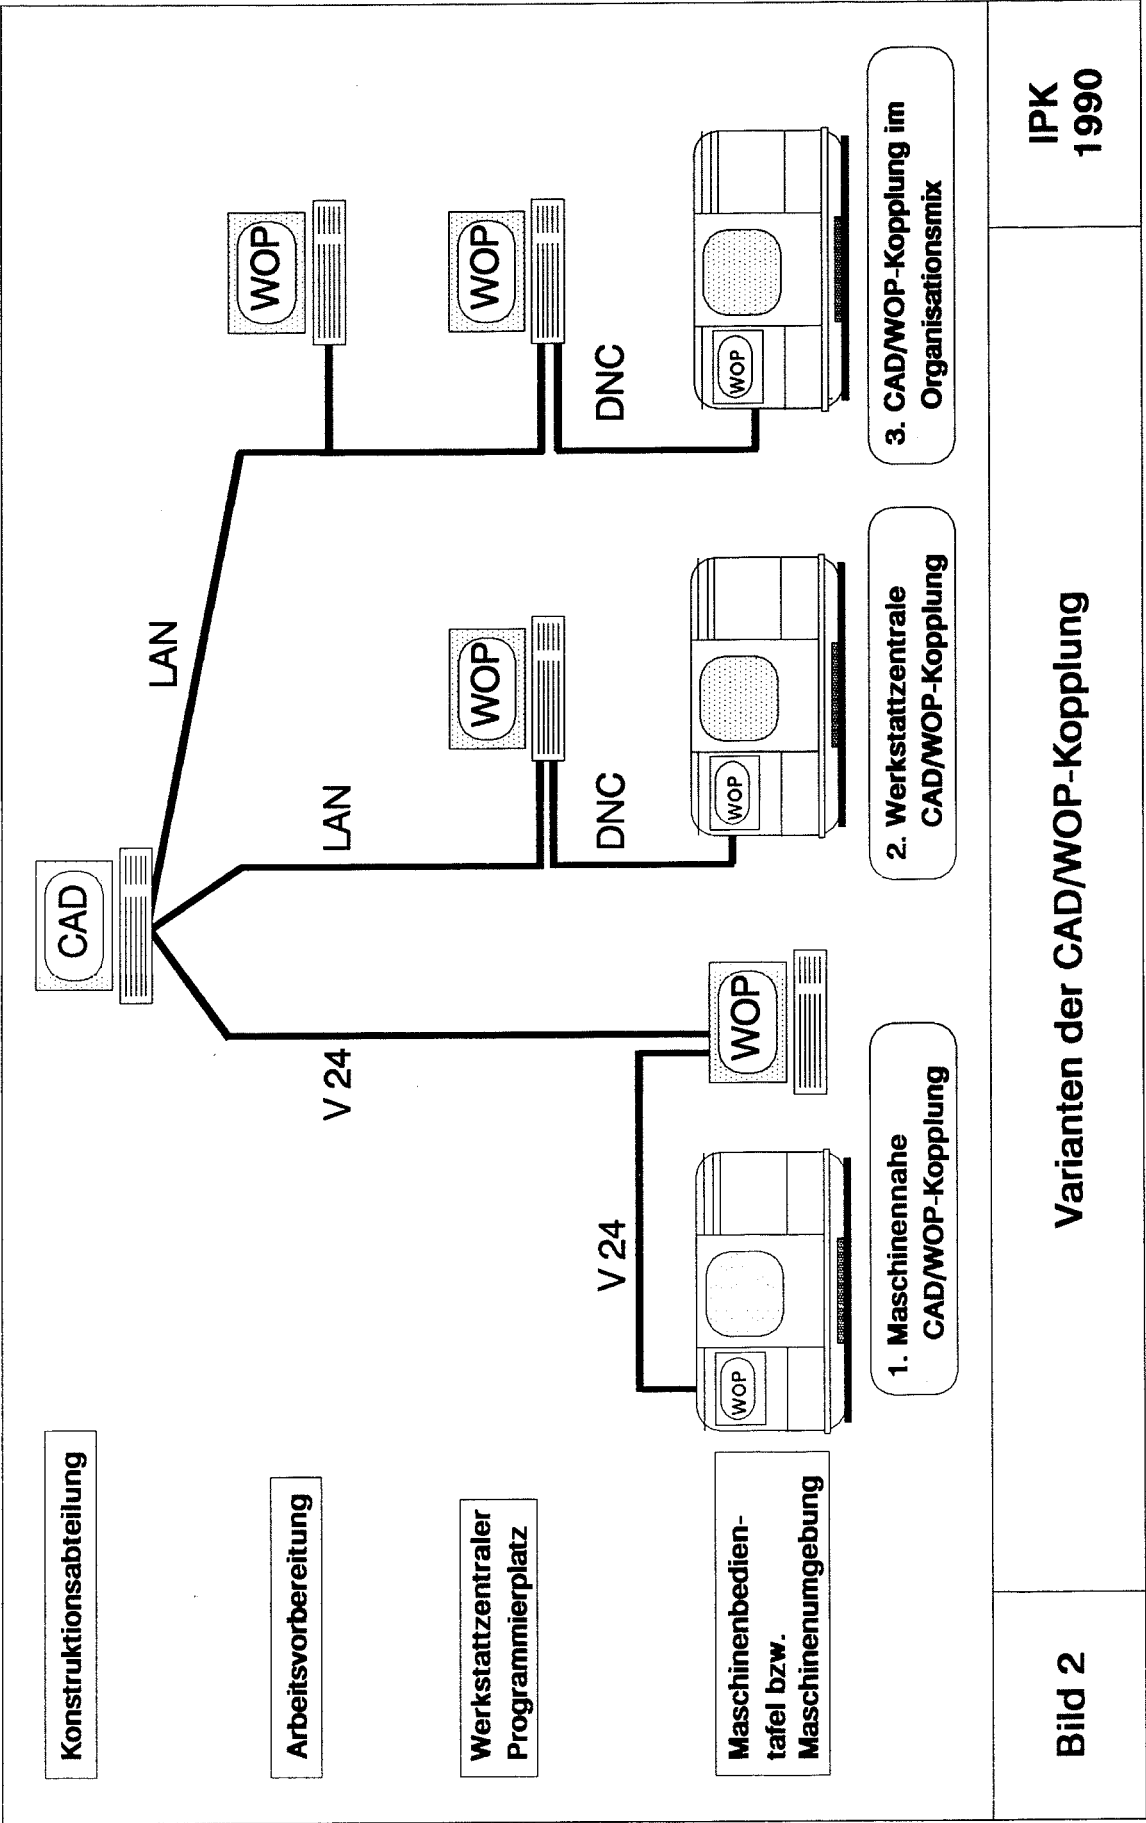 Konstruktionsabteilung
CAD
LAN
Arbeitsvorbereitung
V 24
LAN
WOP
Werkstattzentraler
Programmierplatz
WOP
WOP
V 24
DNC
DNC
Maschinenbedien-
tafel bzw.
Maschinenumgebung
WOP
WOP
WOP
WOP
1. Maschinennahe
CAD/WOP-Kopplung
2. Werkstattzentrale
CAD/WOP-Kopplung
3. CAD/WOP-Kopplung im
Organisationsmix
Bild 2
Varianten der CAD/WOP-Kopplung
IPK
1990